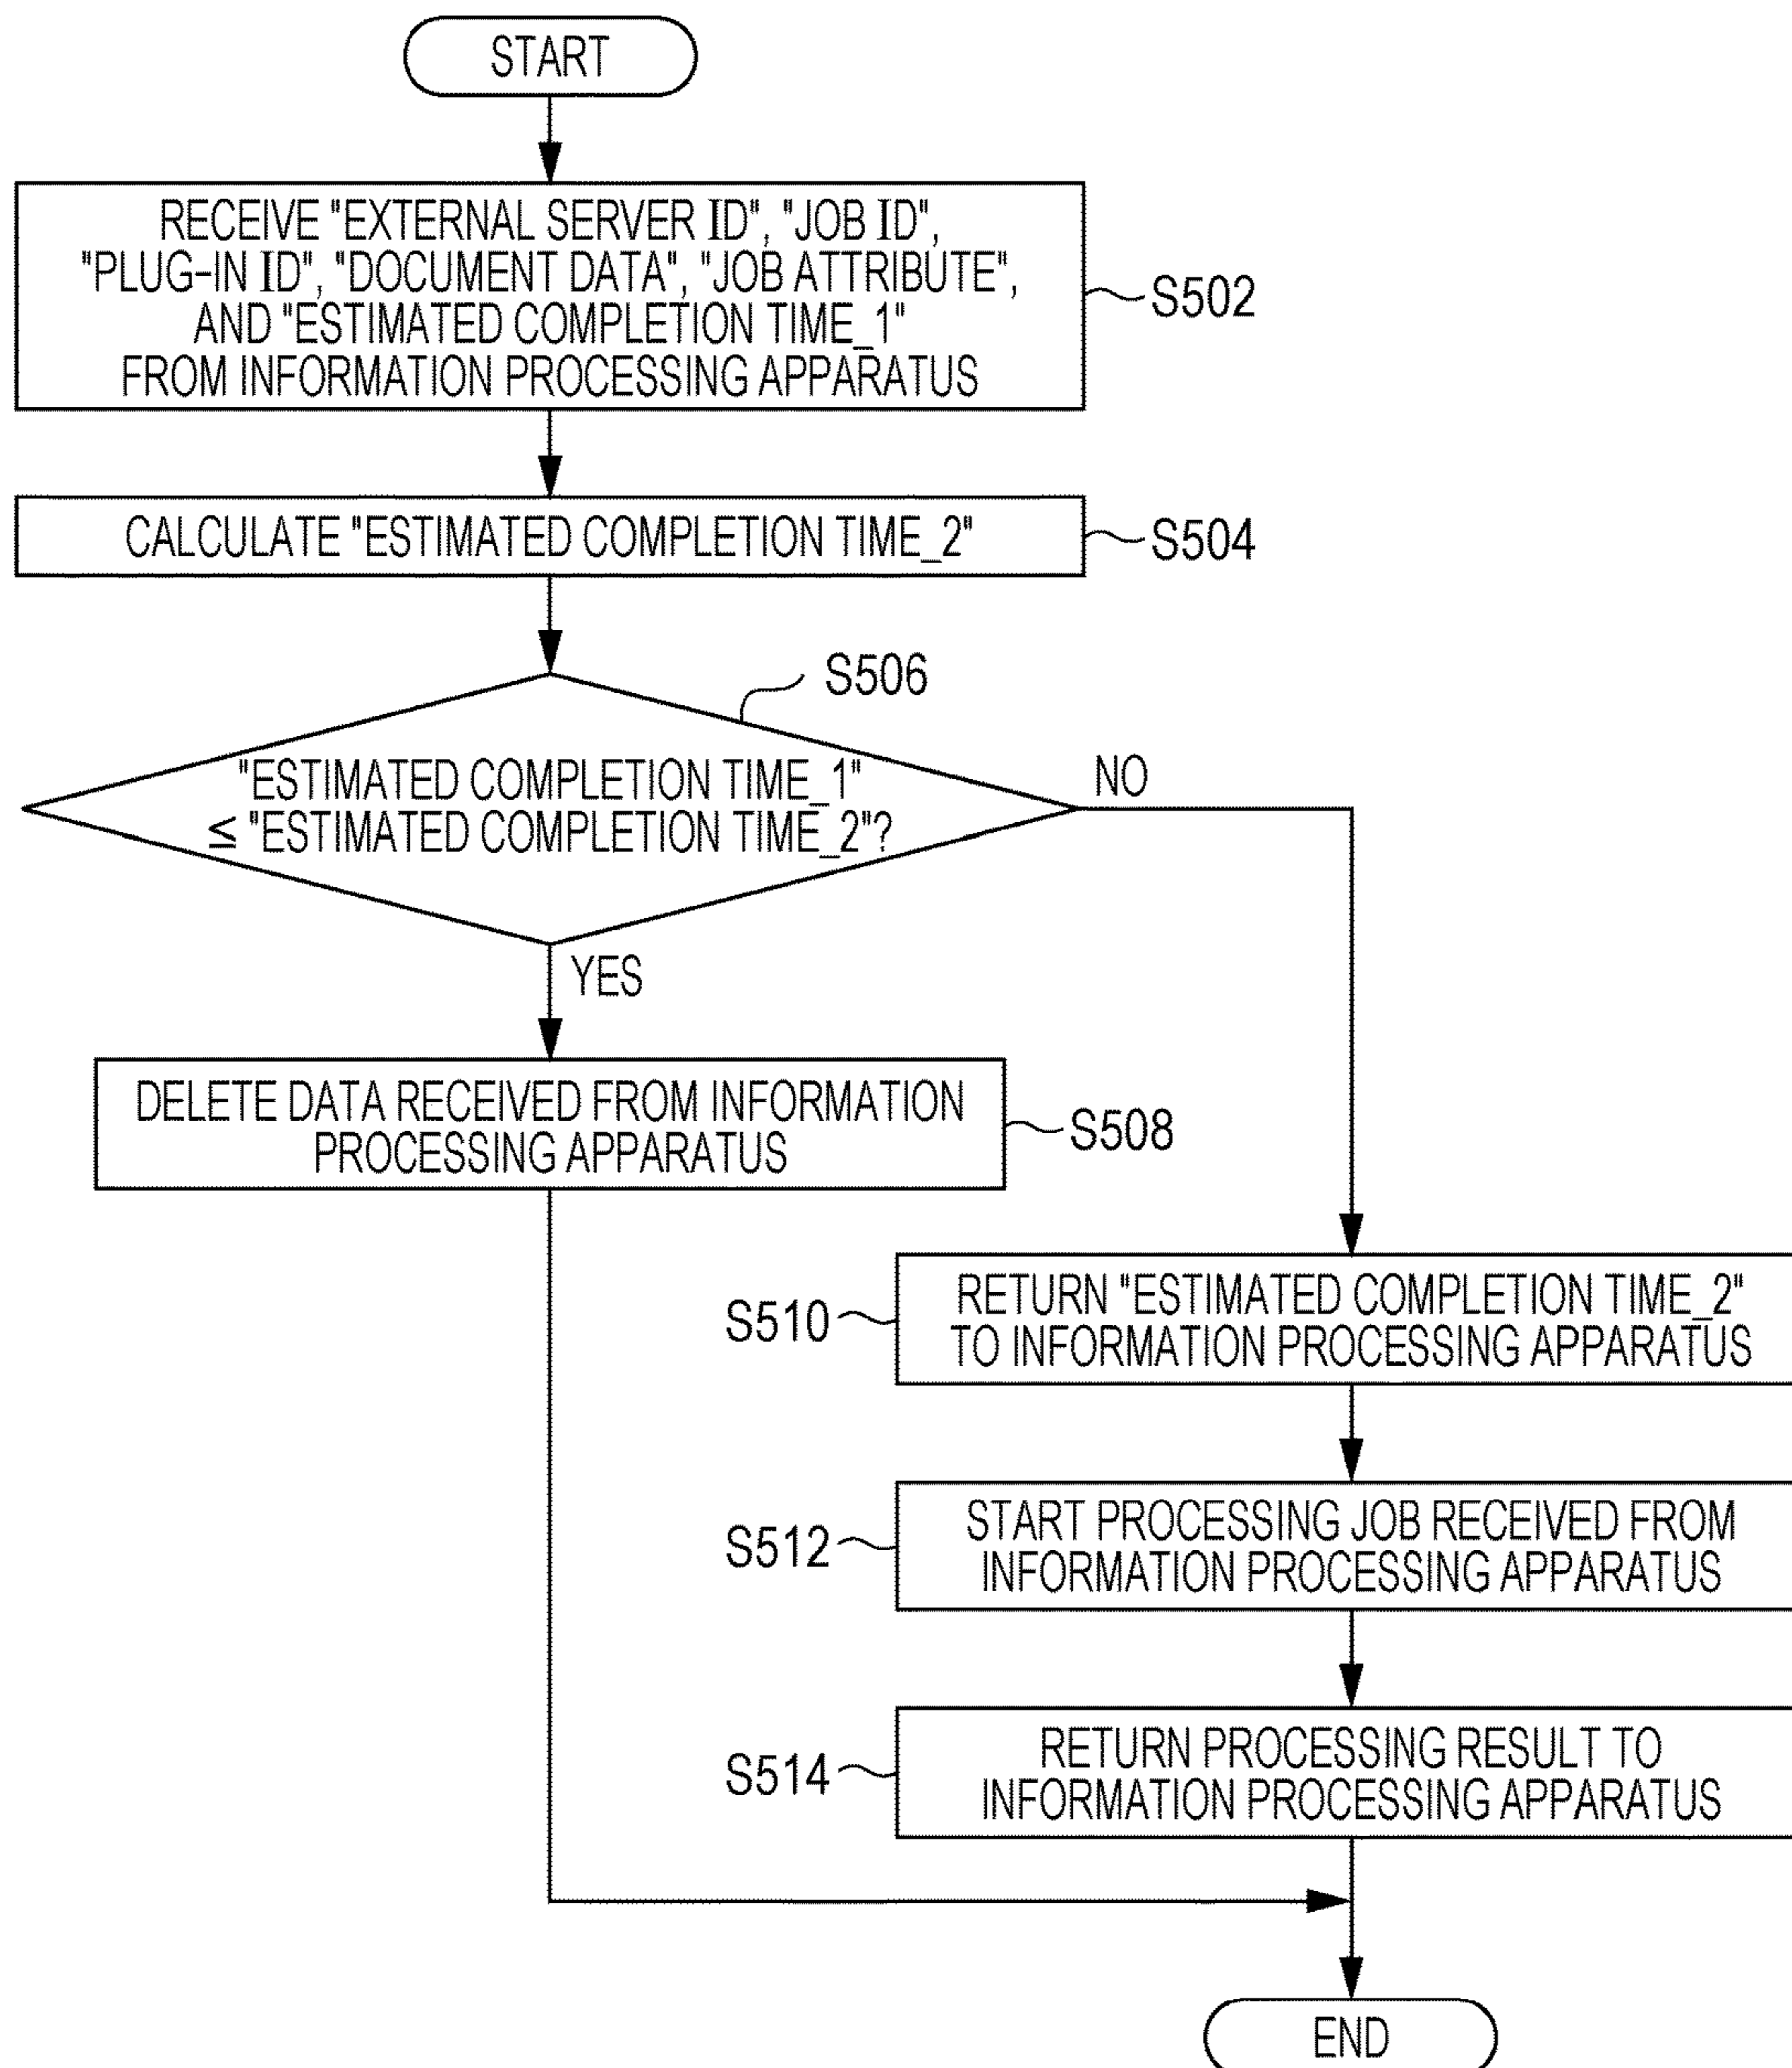 START
RECEIVE "EXTERNAL SERVER ID", "JOB ID",
"PLUG-IN ID", "DOCUMENT DATA", "JOB ATTRIBUTE",
AND "ESTIMATED COMPLETION TIME_1"
FROM INFORMATION PROCESSING APPARATUS
S502
CALCULATE "ESTIMATED COMPLETION TIME_2"
S504
S506
"ESTIMATED COMPLETION TIME_1"
≤ "ESTIMATED COMPLETION TIME_2"?
NO
YES
DELETE DATA RECEIVED FROM INFORMATION
PROCESSING APPARATUS
S508
S510
RETURN "ESTIMATED COMPLETION TIME_2"
TO INFORMATION PROCESSING APPARATUS
S512
START PROCESSING JOB RECEIVED FROM
INFORMATION PROCESSING APPARATUS
S514
RETURN PROCESSING RESULT TO
INFORMATION PROCESSING APPARATUS
END